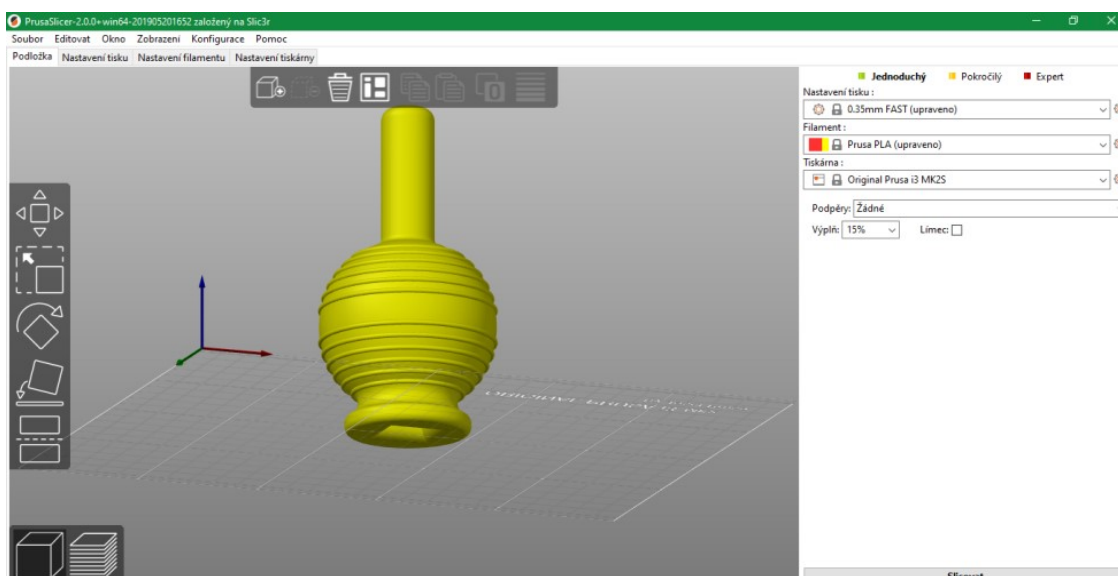 PrusaSlicer-2.0.0+win64-201905201652 založený na Slic3r
Soubor Editovat Okno Zobrazení Konfigurace Pomoc
Podložka Nastavení tisku Nastavení filamentu Nastavení tiskárny
Jednoduchý Pokročilý Expert
Nastavení tisku :
0.35mm FAST (upraveno)
Filament :
Prusa PLA (upraveno)
Tiskárna :
Original Prusa i3 MK2S
Podpěry: Žádné
Výplň: 15% Límec: